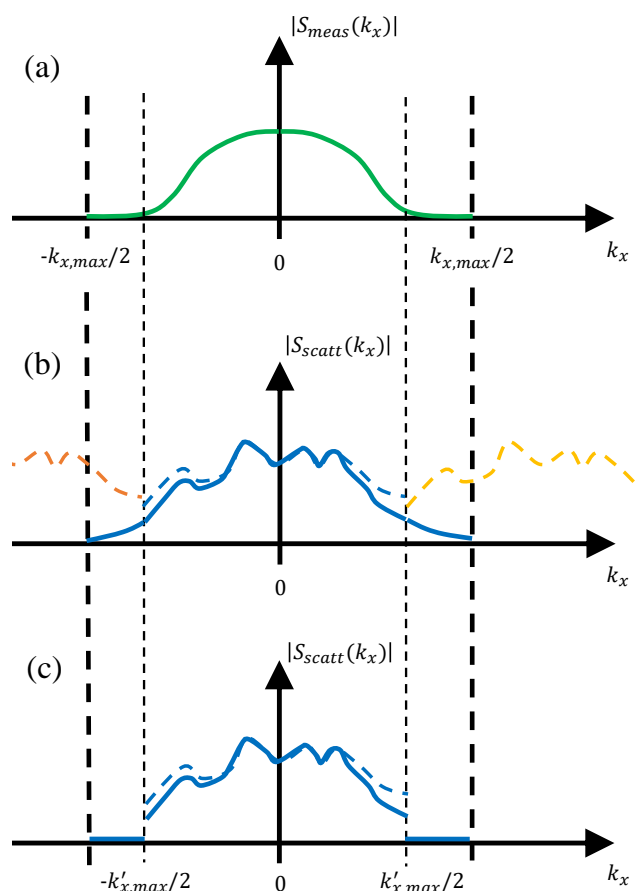 |S_meas(k_x)|
(a)
-k_x,max/2
0
k_x,max/2
k_x
|S_scatt(k_x)|
(b)
0
k_x
|S_scatt(k_x)|
(c)
-k′_x,max/2
0
k′_x,max/2
k_x